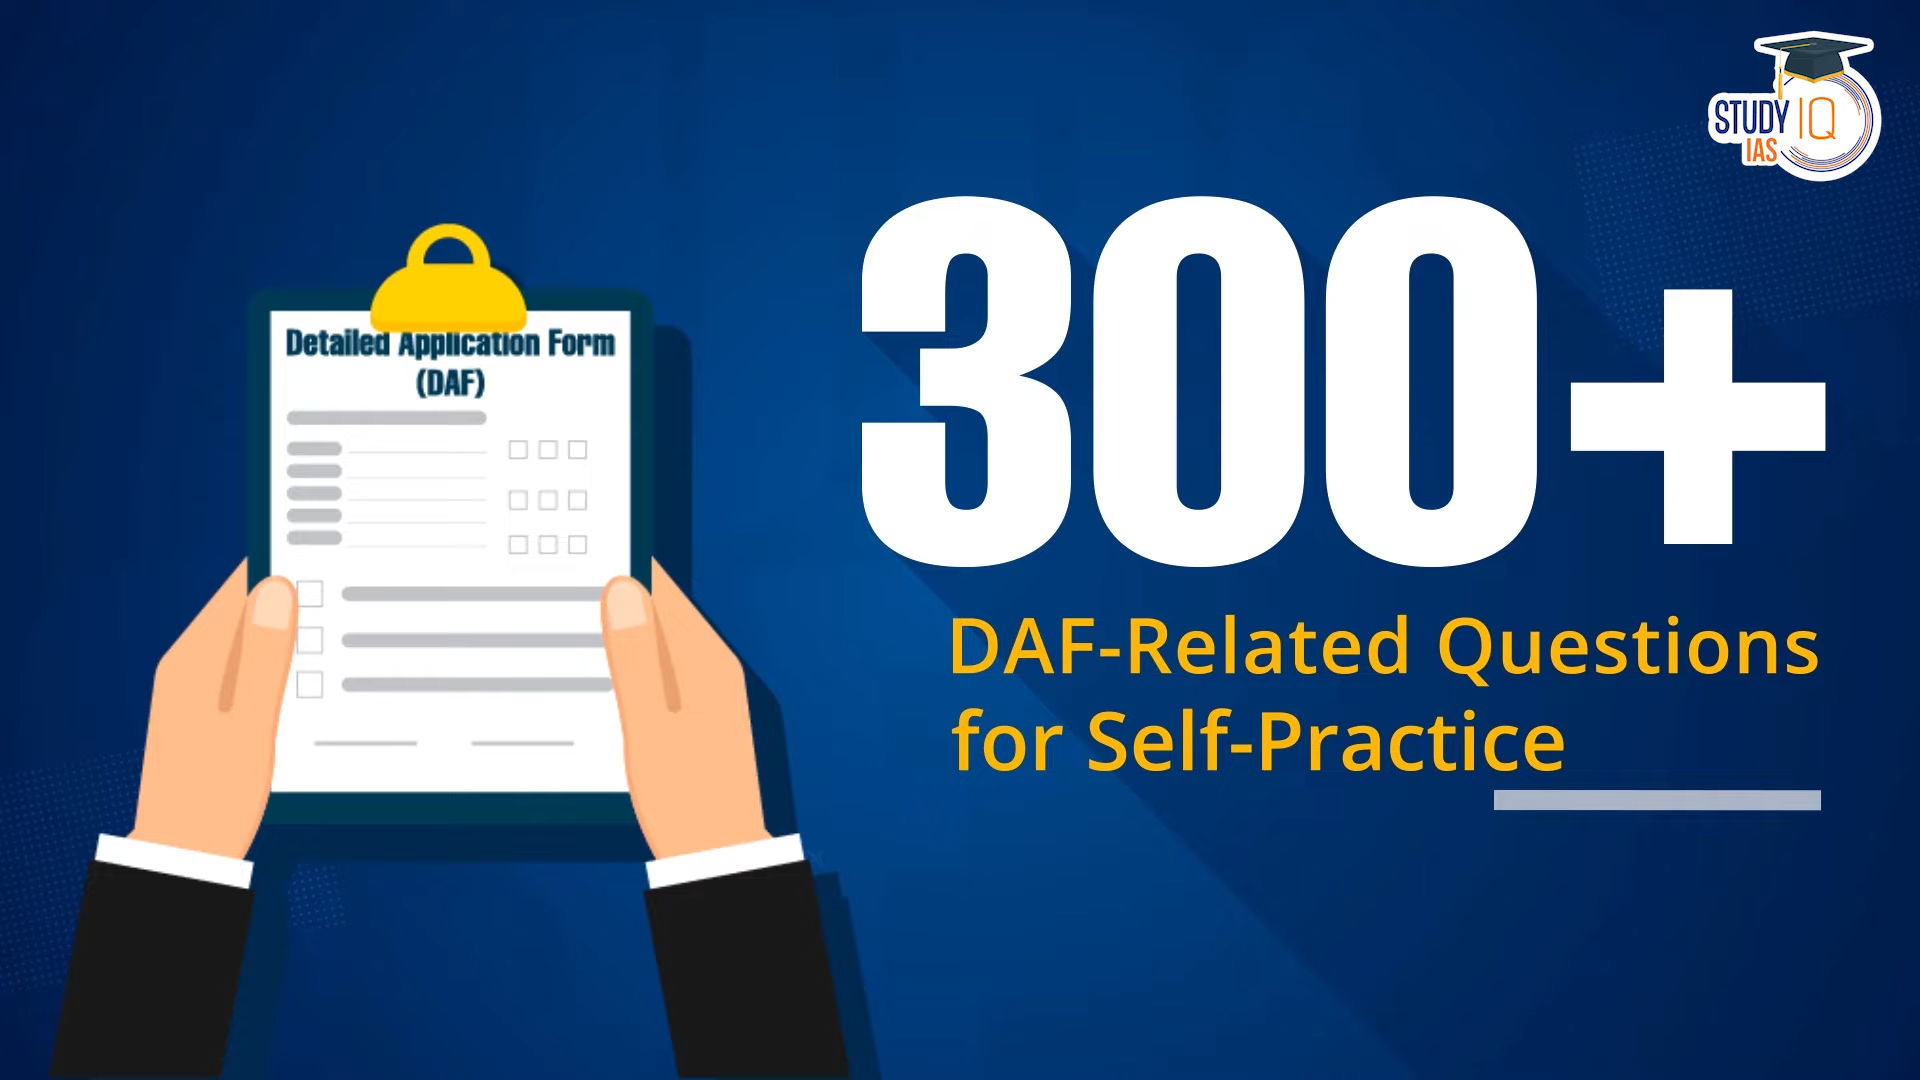 STUDY IQ
IAS
Detailed Application Form
(DAF)
300+
DAF-Related Questions
for Self-Practice